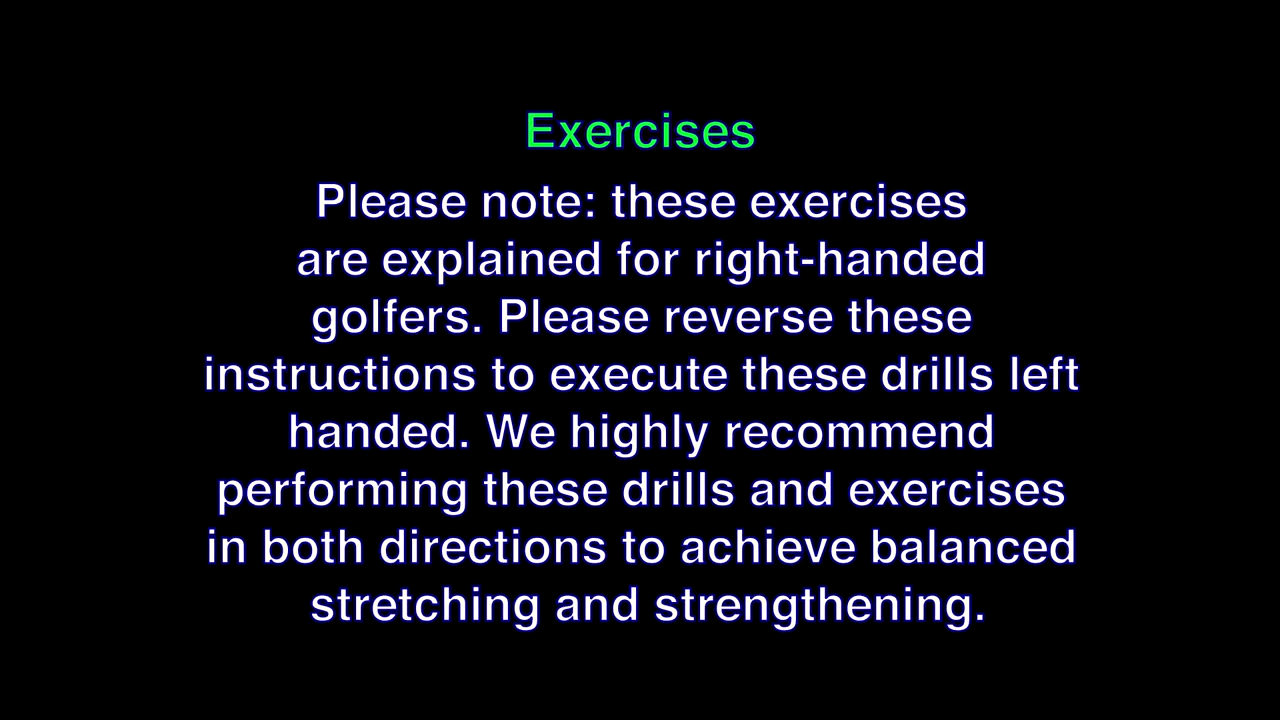 Exercises
Please note: these exercises
are explained for right-handed
golfers. Please reverse these
instructions to execute these drills left
handed. We highly recommend
performing these drills and exercises
in both directions to achieve balanced
stretching and strengthening.